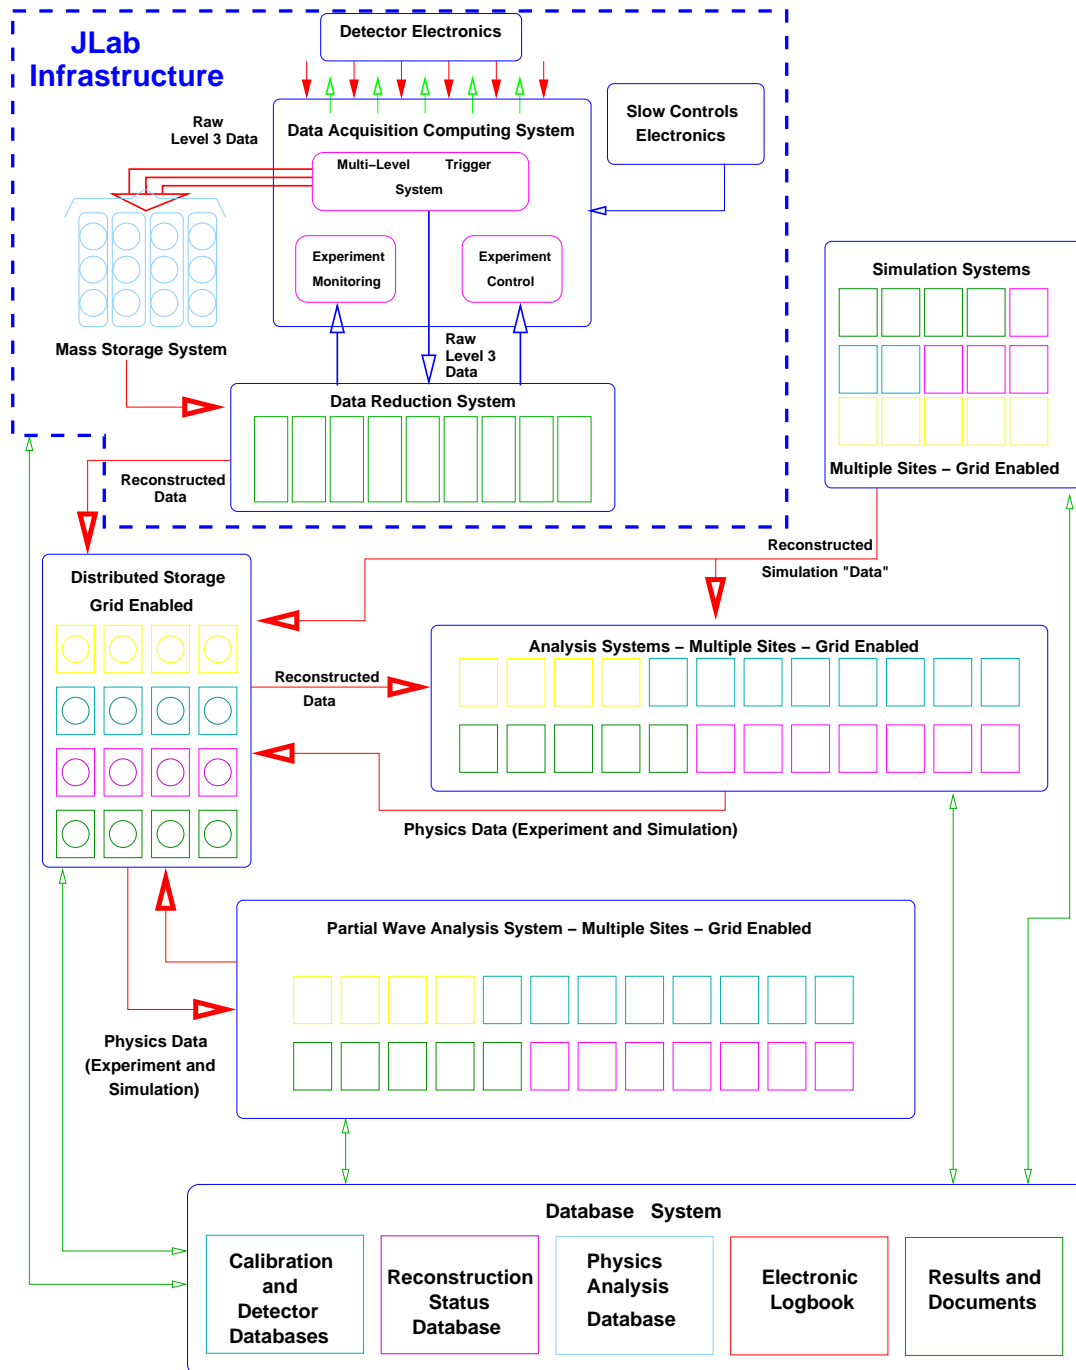 JLab
Infrastructure
Detector Electronics
Raw
Level 3 Data
Data Acquisition Computing System
Multi–Level Trigger
System
Slow Controls
Electronics
Experiment
Monitoring
Experiment
Control
Mass Storage System
Raw
Level 3
Data
Data Reduction System
Simulation Systems
Multiple Sites – Grid Enabled
Reconstructed
Data
Reconstructed
Simulation "Data"
Distributed Storage
Grid Enabled
Analysis Systems – Multiple Sites – Grid Enabled
Reconstructed
Data
Physics Data (Experiment and Simulation)
Partial Wave Analysis System – Multiple Sites – Grid Enabled
Physics Data
(Experiment and
Simulation)
Database System
Calibration
and
Detector
Databases
Reconstruction
Status
Database
Physics
Analysis
Database
Electronic
Logbook
Results and
Documents